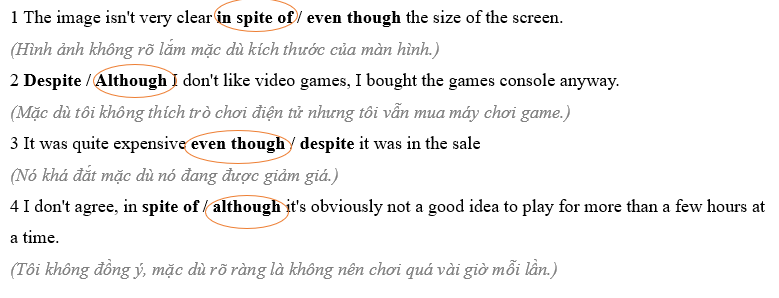 1 The image isn't very clear in spite of / even though the size of the screen.
(Hình ảnh không rõ lắm mặc dù kích thước của màn hình.)
2 Despite / Although I don't like video games, I bought the games console anyway.
(Mặc dù tôi không thích trò chơi điện tử nhưng tôi vẫn mua máy chơi game.)
3 It was quite expensive even though / despite it was in the sale
(Nó khá đắt mặc dù nó đang được giảm giá.)
4 I don't agree, in spite of / although it's obviously not a good idea to play for more than a few hours at
a time.
(Tôi không đồng ý, mặc dù rõ ràng là không nên chơi quá vài giờ mỗi lần.)